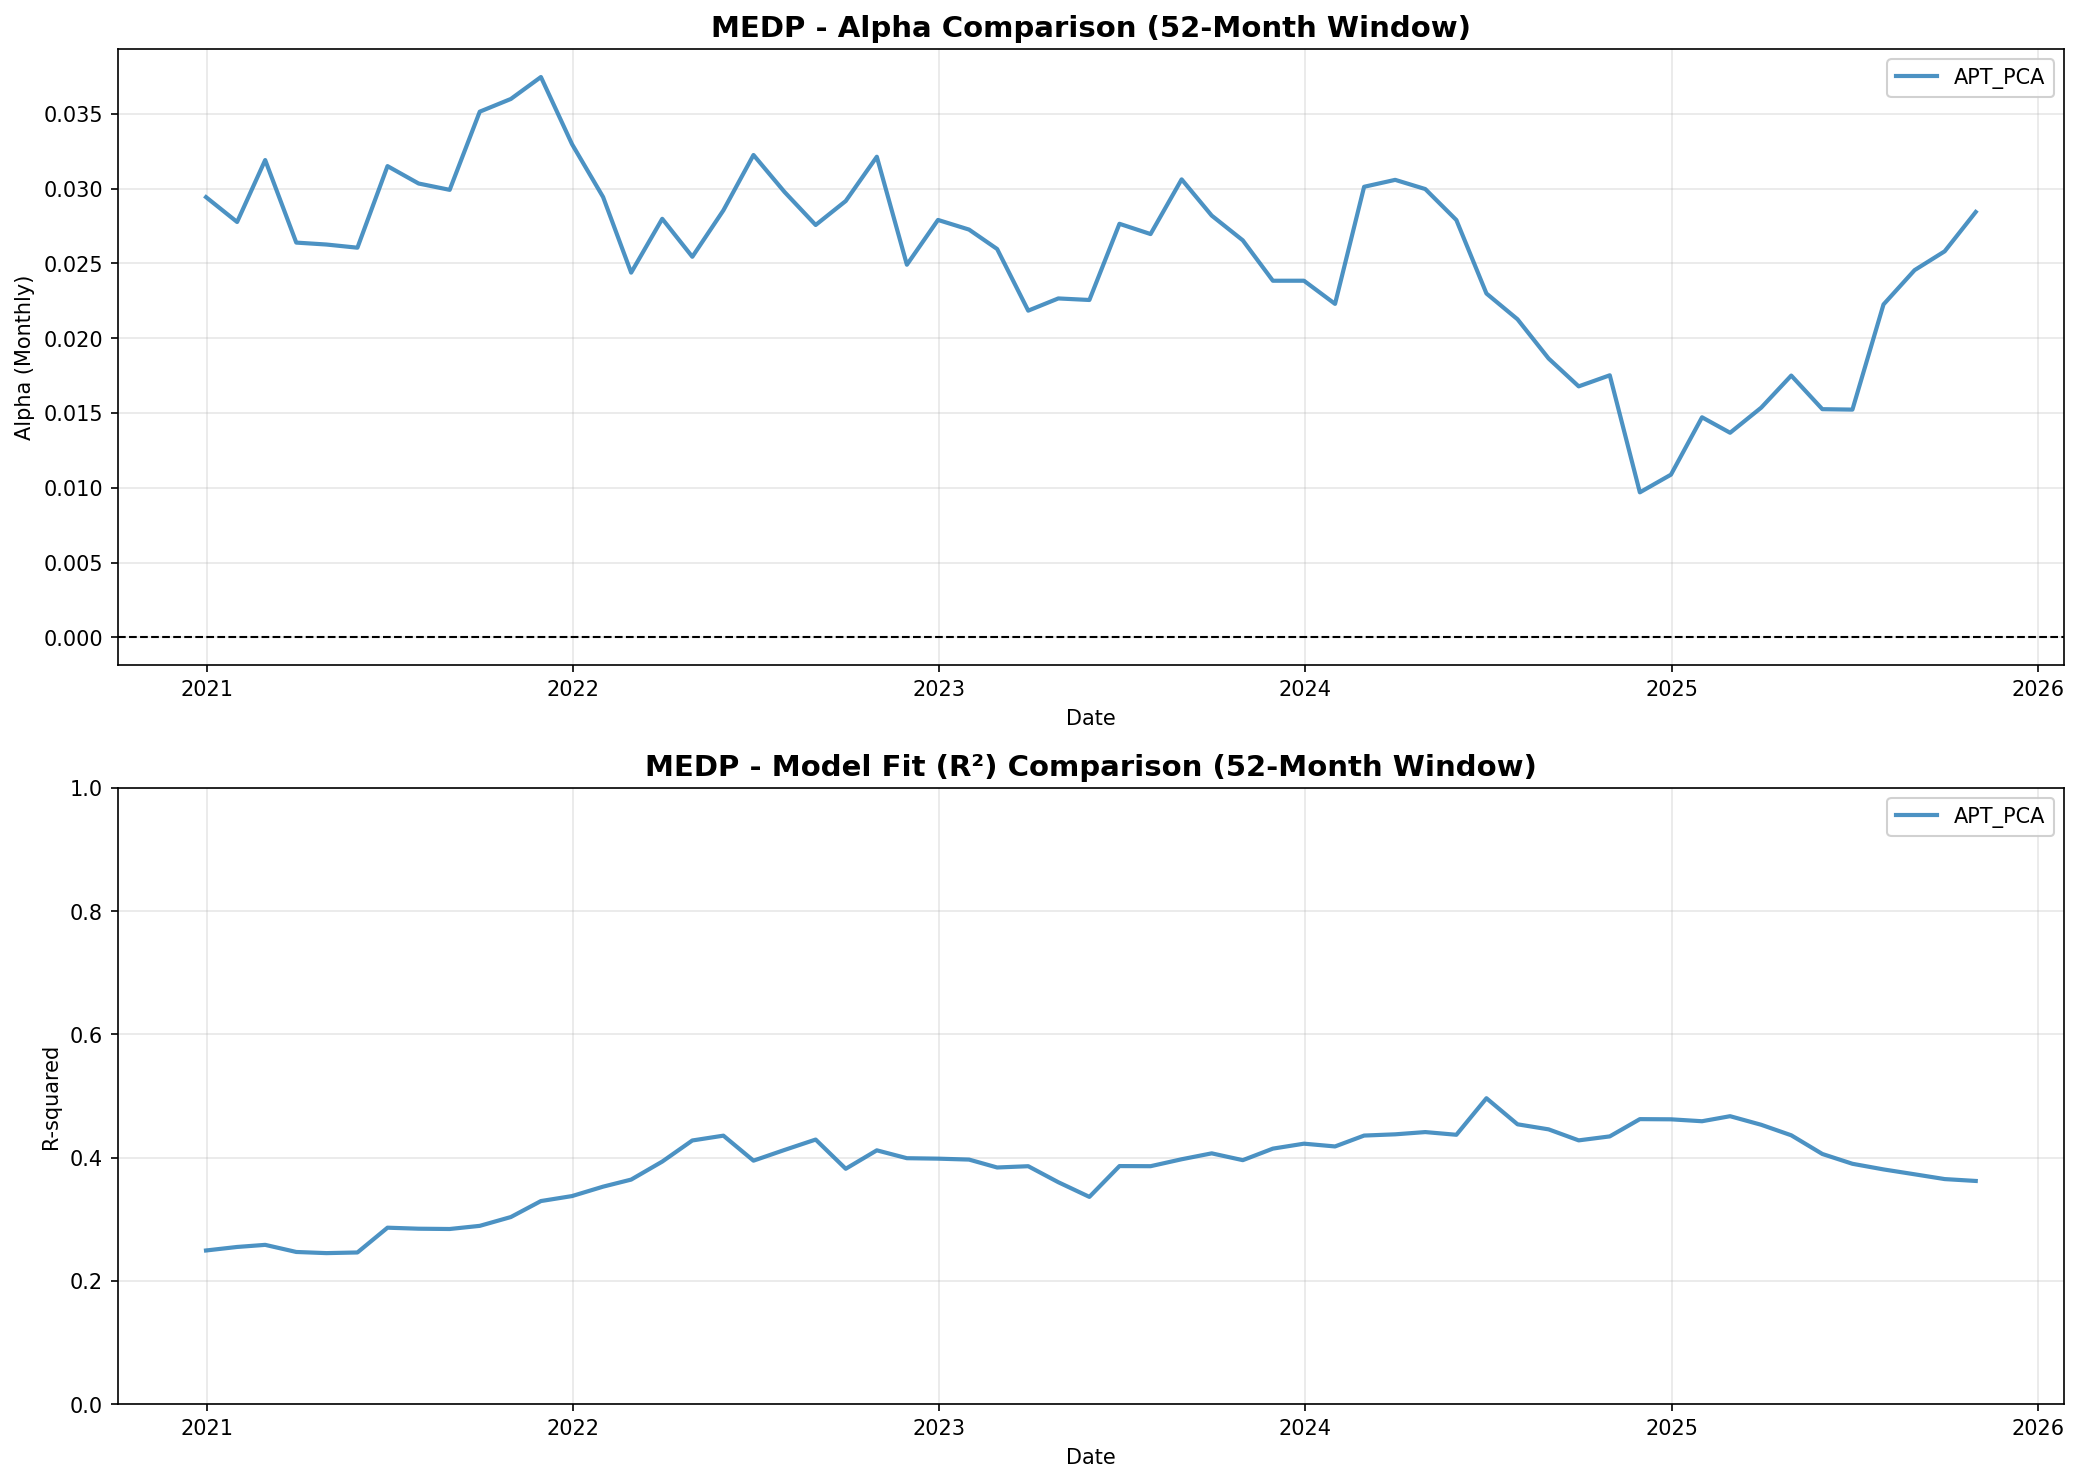 MEDP - Alpha Comparison (52-Month Window)
APT_PCA
0.035
0.030
0.025
0.020
0.015
0.010
0.005
0.000
Alpha (Monthly)
2021 2022 2023 2024 2025 2026
Date
MEDP - Model Fit (R²) Comparison (52-Month Window)
APT_PCA
1.0
0.8
0.6
0.4
0.2
0.0
R-squared
2021 2022 2023 2024 2025 2026
Date